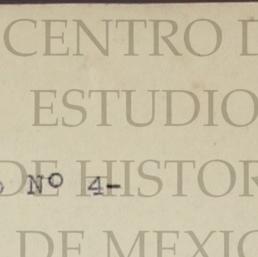 CENTRO D
ESTUDIO
Nº 4-
DE HISTOR
DE MEXIC